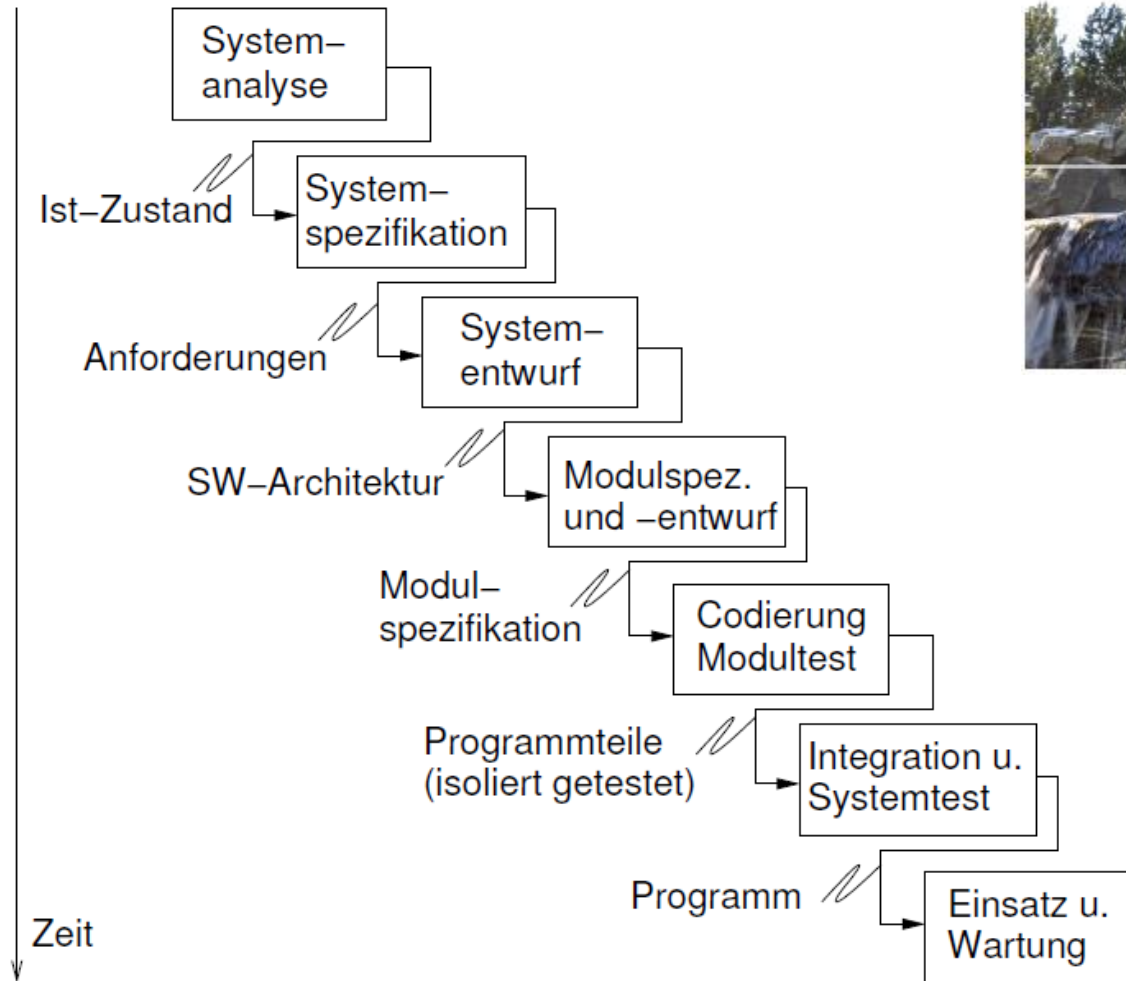 System–
analyse
Ist–Zustand
System–
spezifikation
Anforderungen
System–
entwurf
SW–Architektur
Modulspez.
und –entwurf
Modul–
spezifikation
Codierung
Modultest
Programmteile
(isoliert getestet)
Integration u.
Systemtest
Programm
Einsatz u.
Wartung
Zeit